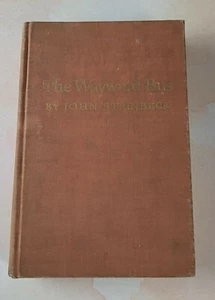 The Wayward Bus
BY JOHN STEINBECK